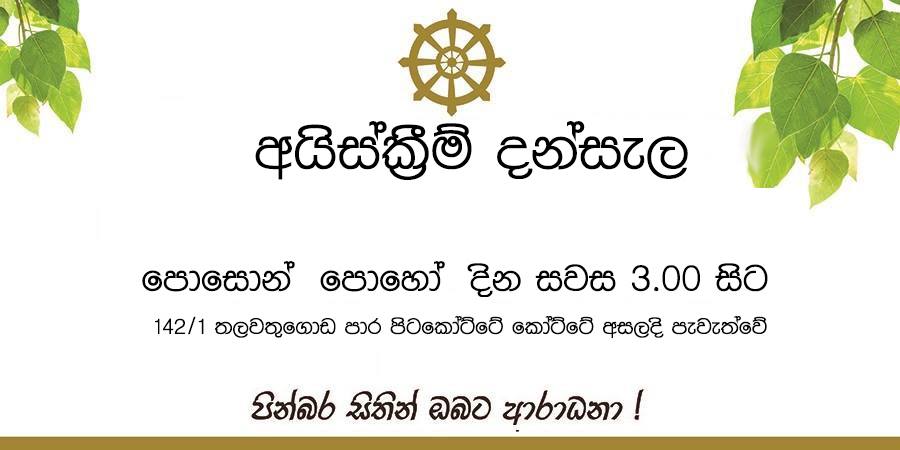 අයිස්ක්‍රීම් දන්සැල
පොසොන් පොහෝ දින සවස 3.00 සිට
142/1 තලවතුගොඩ පාර පිටකෝට්ටේ කෝට්ටේ අසලදි පැවැත්වේ
පින්බර සිතින් ඔබට ආරාධනා !